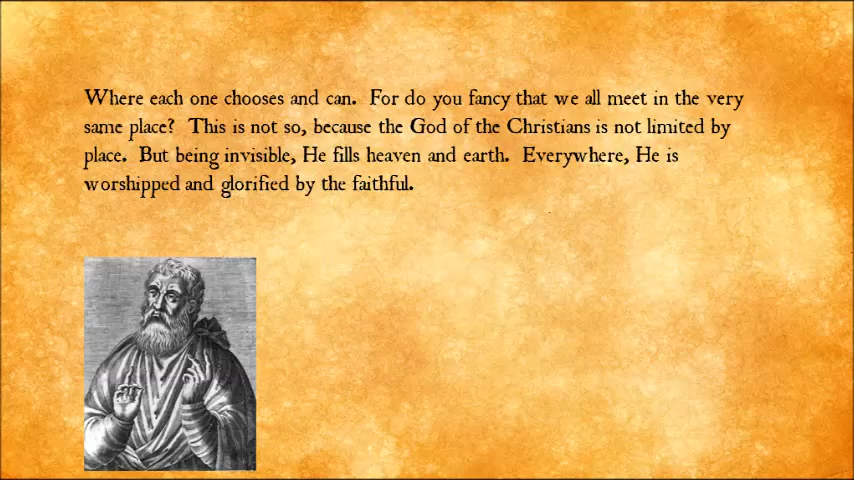 Where each one chooses and can.  For do you fancy that we all meet in the very
same place?  This is not so, because the God of the Christians is not limited by
place.  But being invisible, He fills heaven and earth.  Everywhere, He is
worshipped and glorified by the faithful.